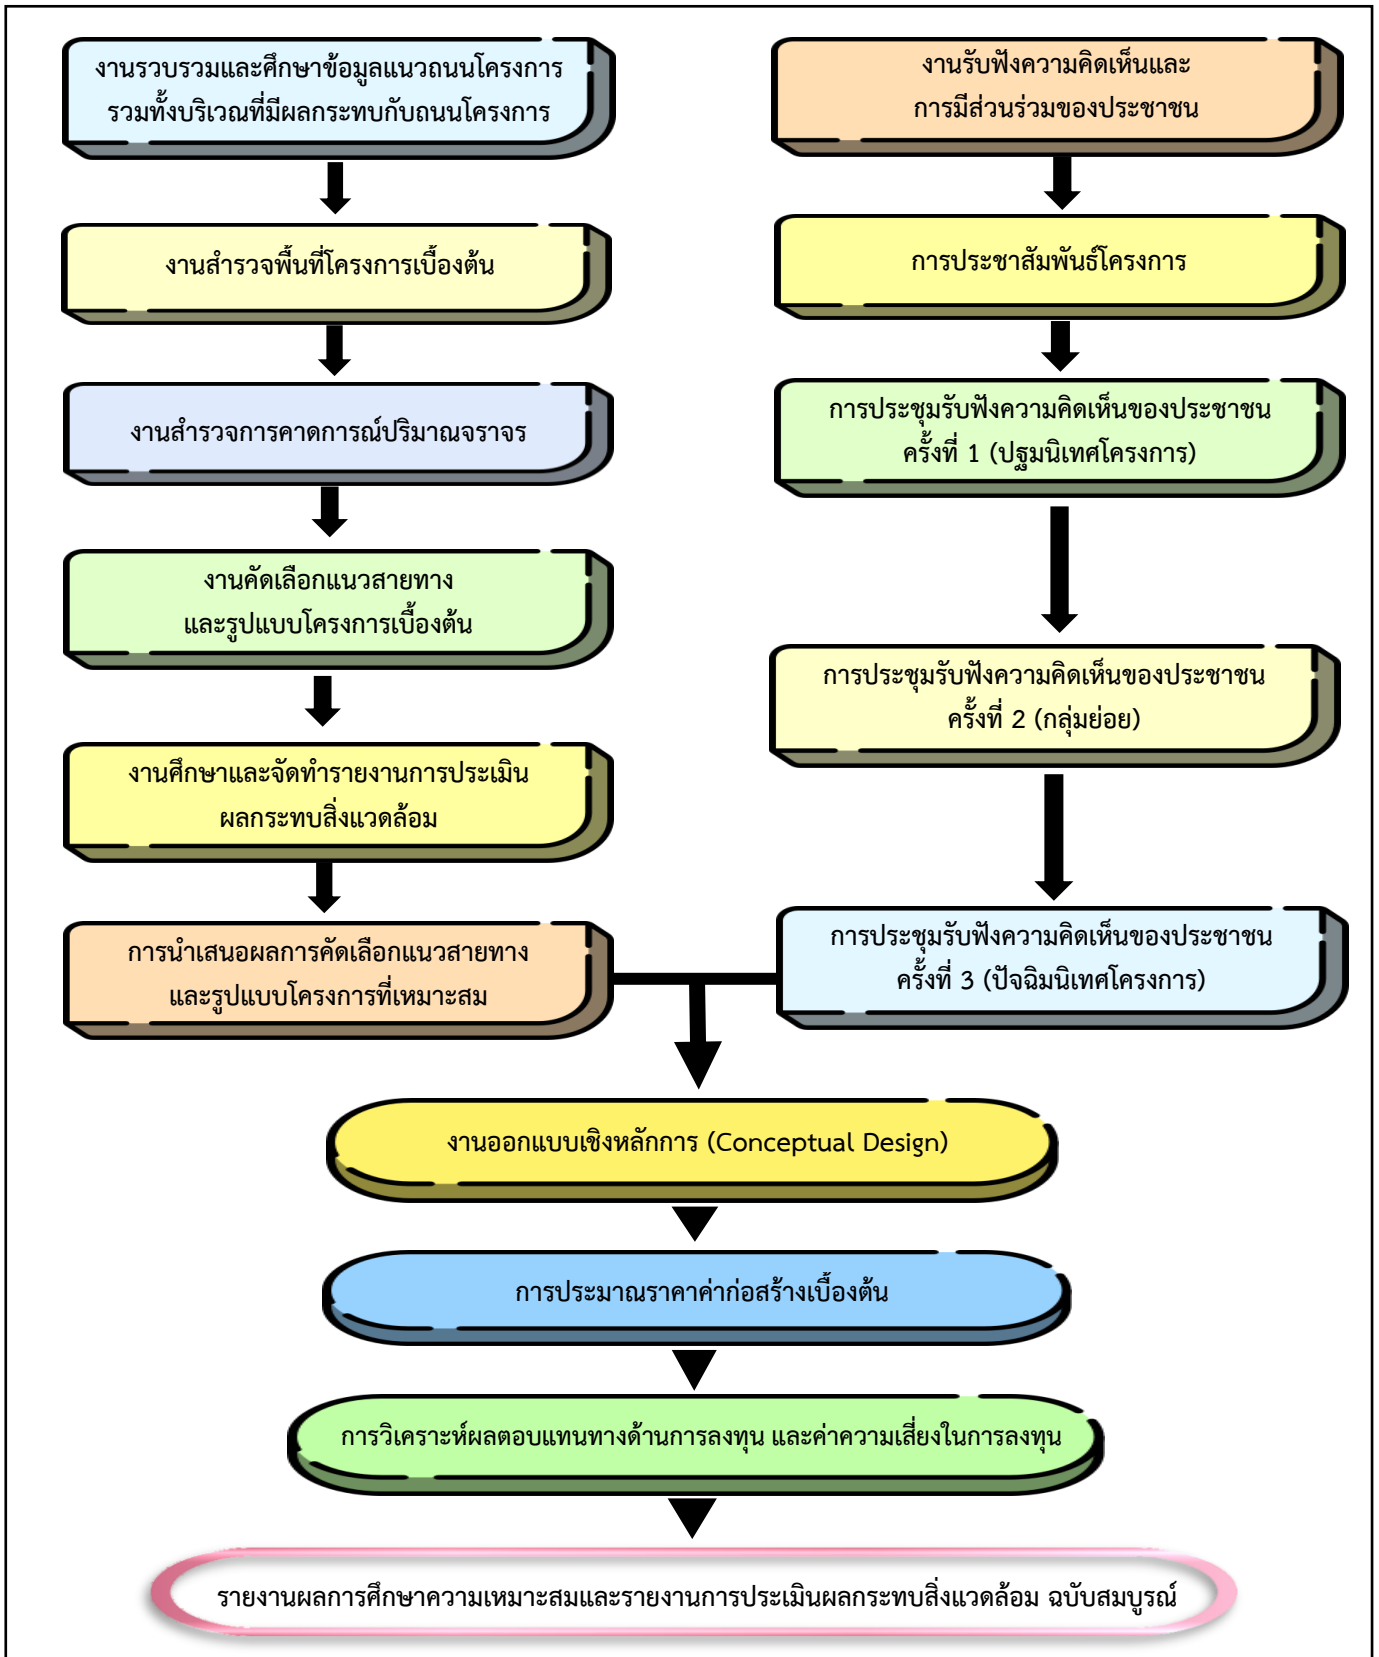 งานรวบรวมและศึกษาข้อมูลแนวถนนโครงการ
รวมทั้งบริเวณที่มีผลกระทบกับถนนโครงการ
งานสำรวจพื้นที่โครงการเบื้องต้น
งานสำรวจการคาดการณ์ปริมาณจราจร
งานคัดเลือกแนวสายทาง
และรูปแบบโครงการเบื้องต้น
งานศึกษาและจัดทำรายงานการประเมิน
ผลกระทบสิ่งแวดล้อม
การนำเสนอผลการคัดเลือกแนวสายทาง
และรูปแบบโครงการที่เหมาะสม
งานรับฟังความคิดเห็นและ
การมีส่วนร่วมของประชาชน
การประชาสัมพันธ์โครงการ
การประชุมรับฟังความคิดเห็นของประชาชน
ครั้งที่ 1 (ปฐมนิเทศโครงการ)
การประชุมรับฟังความคิดเห็นของประชาชน
ครั้งที่ 2 (กลุ่มย่อย)
การประชุมรับฟังความคิดเห็นของประชาชน
ครั้งที่ 3 (ปัจฉิมนิเทศโครงการ)
งานออกแบบเชิงหลักการ (Conceptual Design)
การประมาณราคาค่าก่อสร้างเบื้องต้น
การวิเคราะห์ผลตอบแทนทางด้านการลงทุน และค่าความเสี่ยงในการลงทุน
รายงานผลการศึกษาความเหมาะสมและรายงานการประเมินผลกระทบสิ่งแวดล้อม ฉบับสมบูรณ์